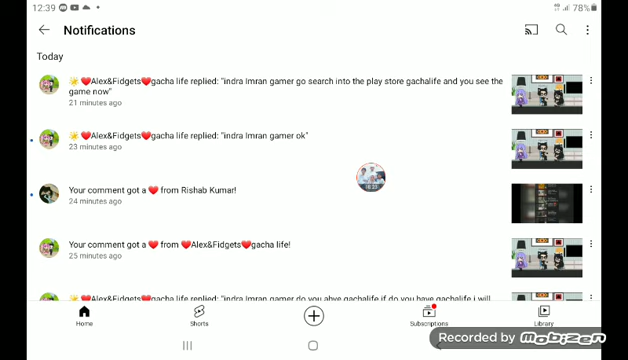 12:39
78%
Notifications
Today
Alex&Fidgets❤gacha life replied: "indra Imran gamer go search into the play store gachalife and you see the
game now"
21 minutes ago
Alex&Fidgets❤gacha life replied: "indra Imran gamer ok"
23 minutes ago
Your comment got a ❤ from Rishab Kumar!
24 minutes ago
Your comment got a ❤ from ❤Alex&Fidgets❤gacha life!
25 minutes ago
Alex&Fidgets❤gacha life replied: "indra Imran gamer do you ahve gachalife if do you have gachalife i will
Home
Shorts
Subscriptions
Library
Recorded by MOBIZEN